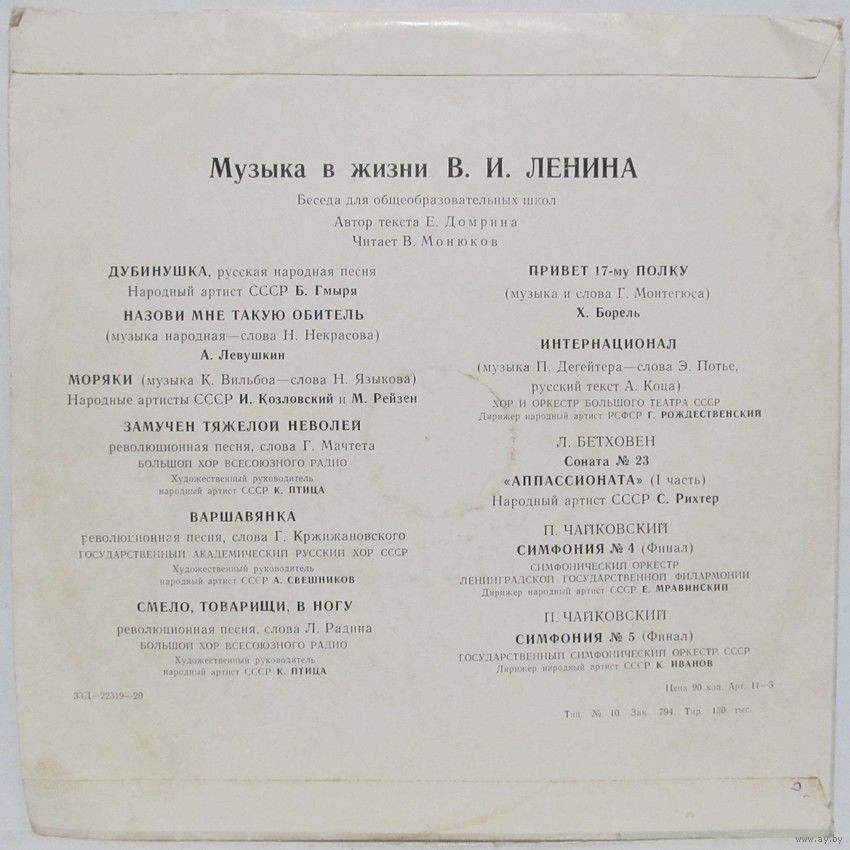 Музыка в жизни В. И. ЛЕНИНА
Беседа для общеобразовательных школ
Автор текста Е. Домрина
Читает В. Монюков
ДУБИНУШКА, русская народная песня
Народный артист СССР Б. Гмыря
НАЗОВИ МНЕ ТАКУЮ ОБИТЕЛЬ
(музыка народная—слова Н. Некрасова)
А. Левушкин
МОРЯКИ (музыка К. Вильбоа—слова Н. Языкова)
Народные артисты СССР И. Козловский и М. Рейзен
ЗАМУЧЕН ТЯЖЕЛОЙ НЕВОЛЕЙ
революционная песня, слова Г. Мачтета
БОЛЬШОЙ ХОР ВСЕСОЮЗНОГО РАДИО
Художественный руководитель
народный артист СССР К. ПТИЦА
ВАРШАВЯНКА
революционная песня, слова Г. Кржижановского
ГОСУДАРСТВЕННЫЙ АКАДЕМИЧЕСКИЙ РУССКИЙ ХОР СССР
Художественный руководитель
народный артист СССР А. СВЕШНИКОВ
СМЕЛО, ТОВАРИЩИ, В НОГУ
революционная песня, слова Л. Радина
БОЛЬШОЙ ХОР ВСЕСОЮЗНОГО РАДИО
Художественный руководитель
народный артист СССР К. ПТИЦА
33Д—22319—20
ПРИВЕТ 17-му ПОЛКУ
(музыка и слова Г. Монтегюса)
Х. Борель
ИНТЕРНАЦИОНАЛ
(музыка П. Дегейтера—слова Э. Потье,
русский текст А. Коца)
ХОР И ОРКЕСТР БОЛЬШОГО ТЕАТРА СССР
Дирижер народный артист РСФСР Г. РОЖДЕСТВЕНСКИЙ
Л. БЕТХОВЕН
Соната № 23
«АППАССИОНАТА» (I часть)
Народный артист СССР С. Рихтер
П. ЧАЙКОВСКИЙ
СИМФОНИЯ № 4 (Финал)
СИМФОНИЧЕСКИЙ ОРКЕСТР
ЛЕНИНГРАДСКОЙ ГОСУДАРСТВЕННОЙ ФИЛАРМОНИИ
Дирижер народный артист СССР Е. МРАВИНСКИЙ
П. ЧАЙКОВСКИЙ
СИМФОНИЯ № 5 (Финал)
ГОСУДАРСТВЕННЫЙ СИМФОНИЧЕСКИЙ ОРКЕСТР СССР
Дирижер народный артист СССР К. ИВАНОВ
Цена 90 коп. Арт. 11—3
Тип. № 10. Зак. 794. Тир. 130 тыс.
www.ay.by